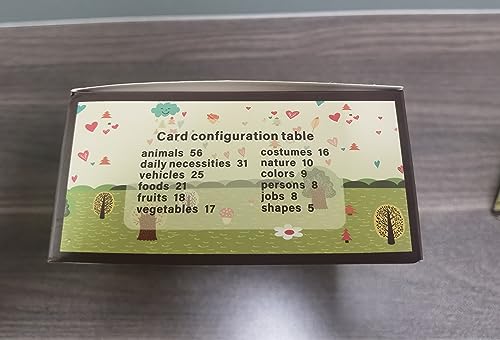 Card configuration table
animals 56
daily necessities 31
vehicles 25
foods 21
fruits 18
vegetables 17
costumes 16
nature 10
colors 9
persons 8
jobs 8
shapes 5